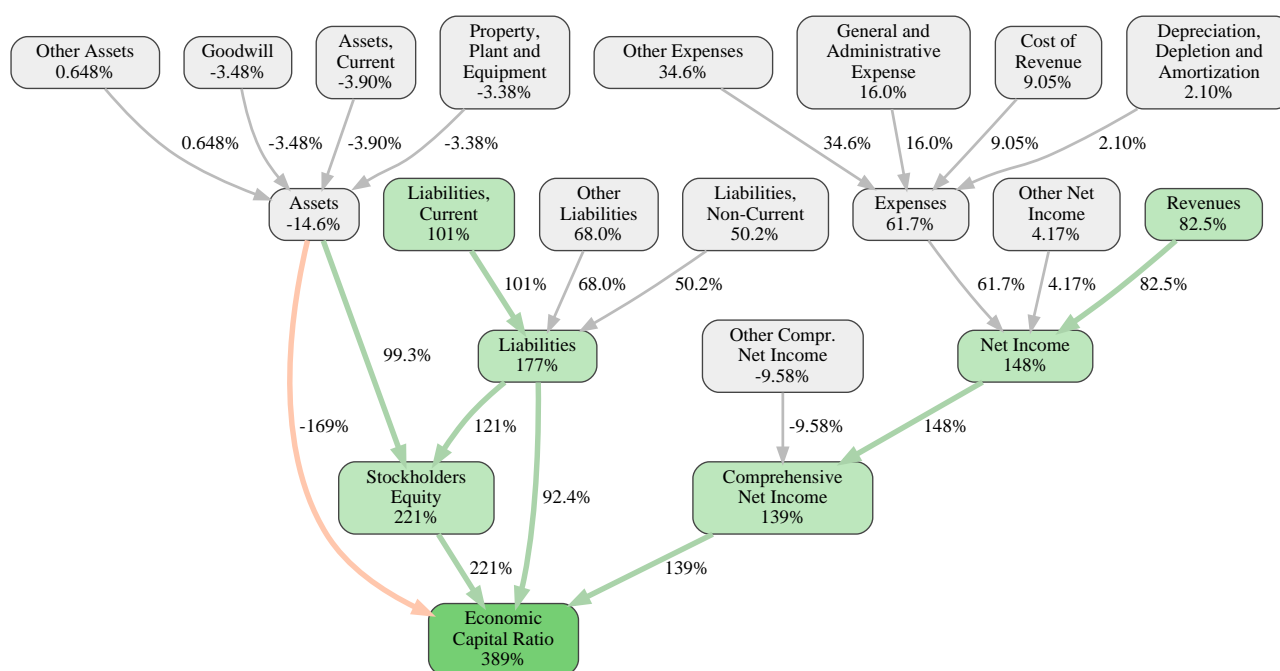 Other Assets
0.648%
Goodwill
-3.48%
Assets,
Current
-3.90%
Property,
Plant and
Equipment
-3.38%
Other Expenses
34.6%
General and
Administrative
Expense
16.0%
Cost of
Revenue
9.05%
Depreciation,
Depletion and
Amortization
2.10%
0.648%
-3.48%
-3.90%
-3.38%
34.6%
16.0%
9.05%
2.10%
Assets
-14.6%
Liabilities,
Current
101%
Other
Liabilities
68.0%
Liabilities,
Non-Current
50.2%
Expenses
61.7%
Other Net
Income
4.17%
Revenues
82.5%
101%
68.0%
50.2%
61.7%
4.17%
82.5%
99.3%
Liabilities
177%
Other Compr.
Net Income
-9.58%
Net Income
148%
-169%
121%
-9.58%
148%
Stockholders
Equity
221%
92.4%
Comprehensive
Net Income
139%
221%
139%
Economic
Capital Ratio
389%